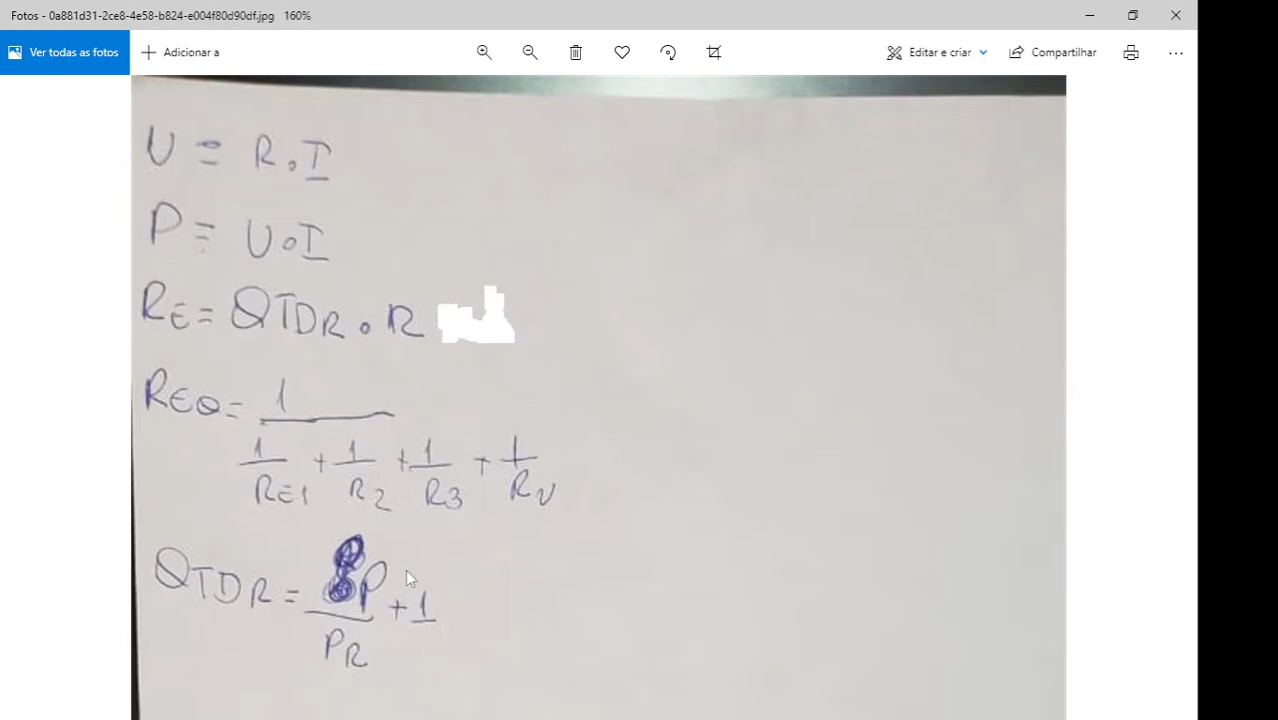 Fotos - 0a881d31-2ce8-4e58-b824-e004f80d90df.jpg 160%
Ver todas as fotos
Adicionar a
Editar e criar
Compartilhar
U = R.I
P = U.I
RE = QTDR . R
REQ = 1
1 + 1 + 1 + 1
RE1 R2 R3 RN
QTDR = P + 1
PR